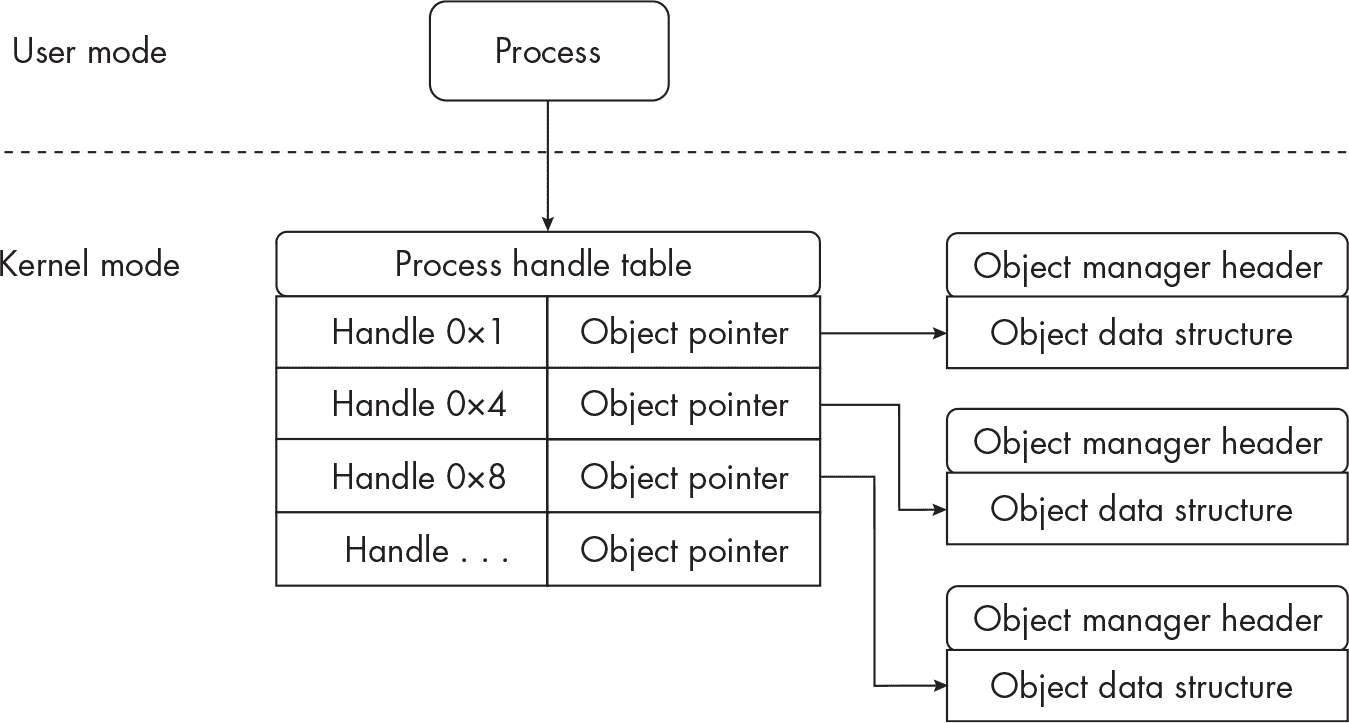 User mode
Process
Kernel mode
Process handle table
Handle 0×1 Object pointer
Handle 0×4 Object pointer
Handle 0×8 Object pointer
Handle . . . Object pointer
Object manager header
Object data structure
Object manager header
Object data structure
Object manager header
Object data structure